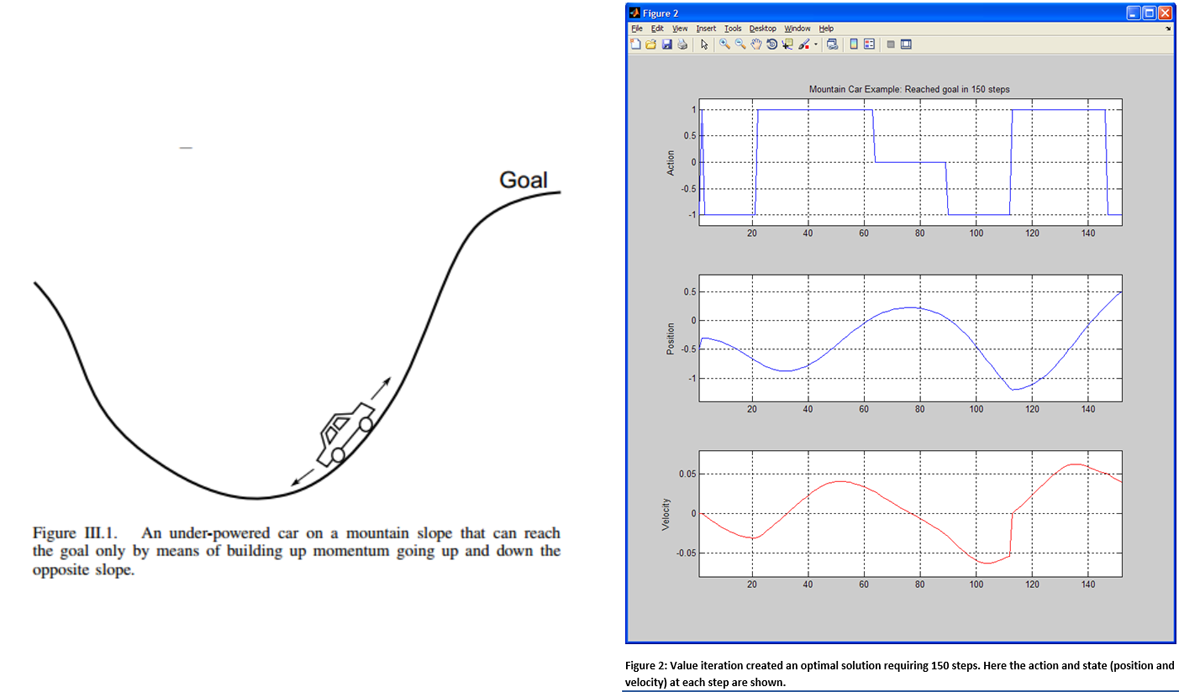 Goal
Figure III.1. An under-powered car on a mountain slope that can reach
the goal only by means of building up momentum going up and down the
opposite slope.
Figure 2
File Edit View Insert Tools Desktop Window Help
Mountain Car Example: Reached goal in 150 steps
1
0.5
0
-0.5
-1
Action
20 40 60 80 100 120 140
0.5
0
-0.5
-1
Position
20 40 60 80 100 120 140
0.05
0
-0.05
Velocity
20 40 60 80 100 120 140
Figure 2: Value iteration created an optimal solution requiring 150 steps. Here the action and state (position and
velocity) at each step are shown.